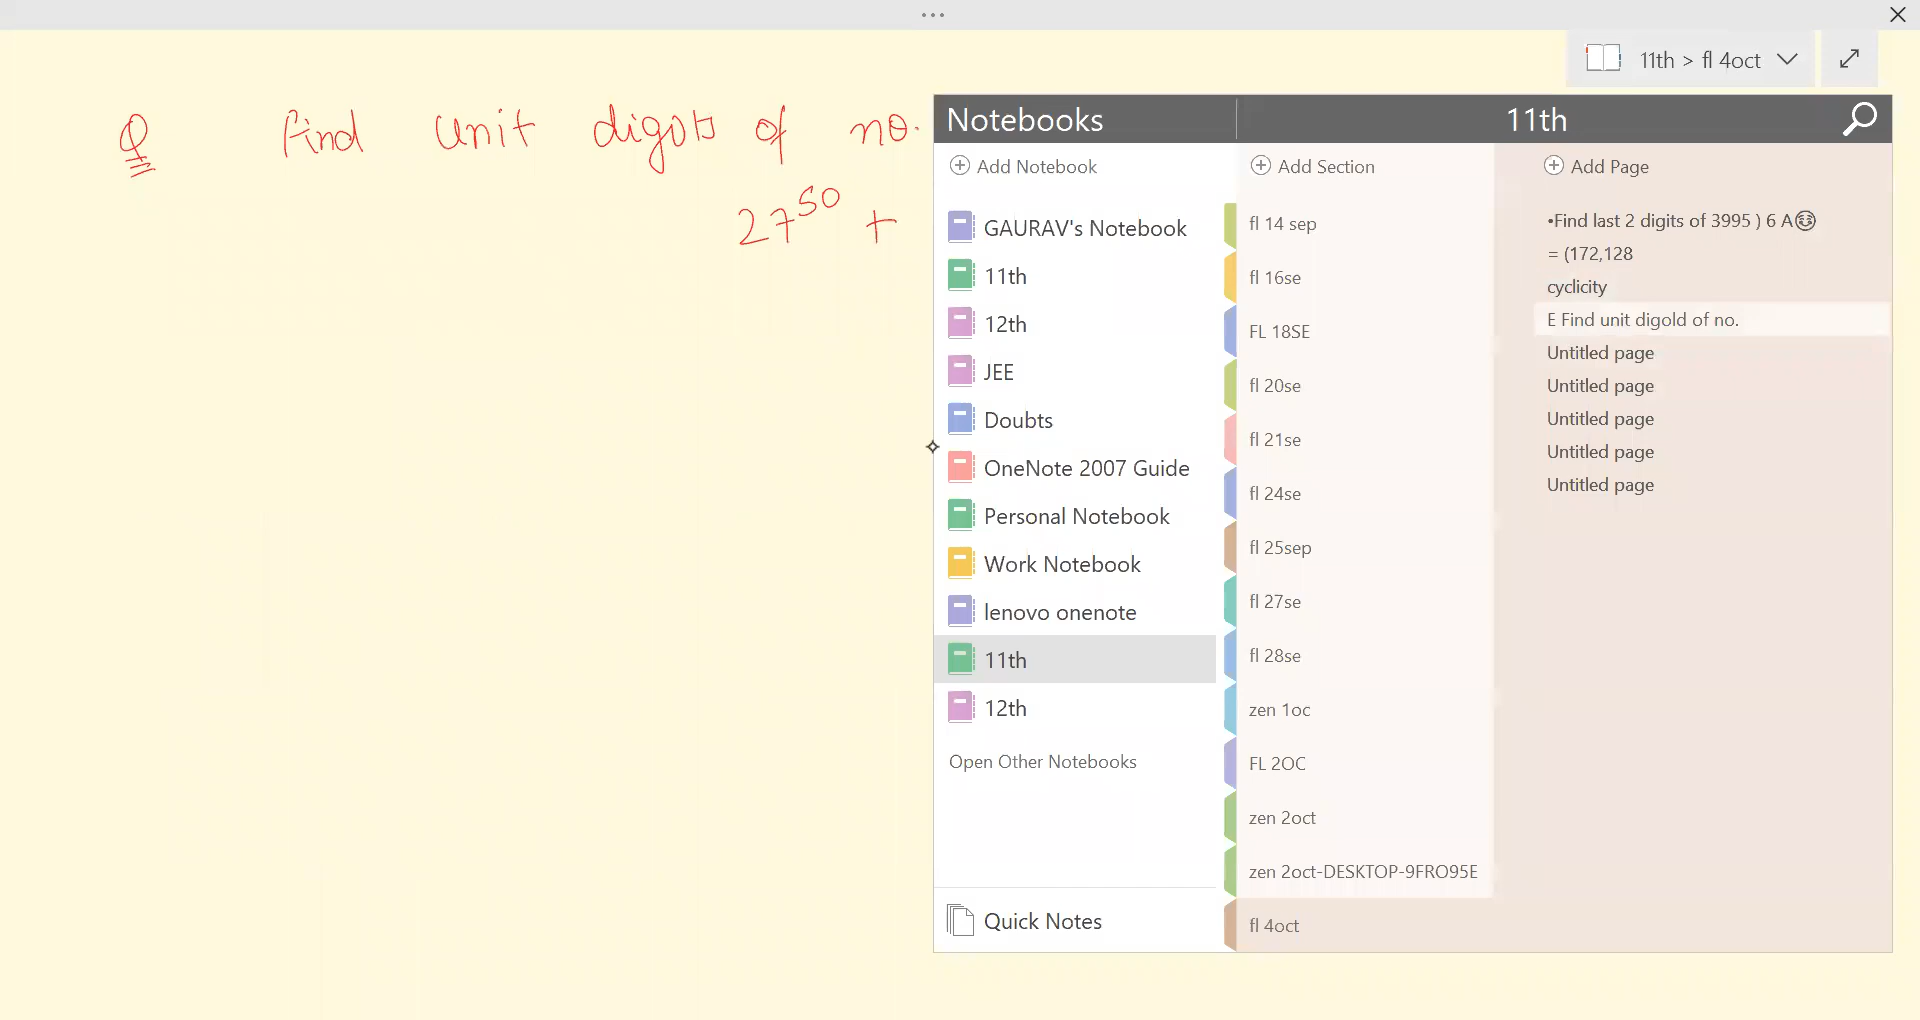 11th > fl 4oct
Q Find unit digots of no.
27⁵⁰ +
Notebooks
11th
Add Notebook
GAURAV's Notebook
11th
12th
JEE
Doubts
OneNote 2007 Guide
Personal Notebook
Work Notebook
lenovo onenote
11th
12th
Open Other Notebooks
Quick Notes
Add Section
fl 14 sep
fl 16se
FL 18SE
fl 20se
fl 21se
fl 24se
fl 25sep
fl 27se
fl 28se
zen 1oc
FL 2OC
zen 2oct
zen 2oct-DESKTOP-9FRO95E
fl 4oct
Add Page
•Find last 2 digits of 3995 ) 6 A
= (172,128
cyclicity
E Find unit digold of no.
Untitled page
Untitled page
Untitled page
Untitled page
Untitled page